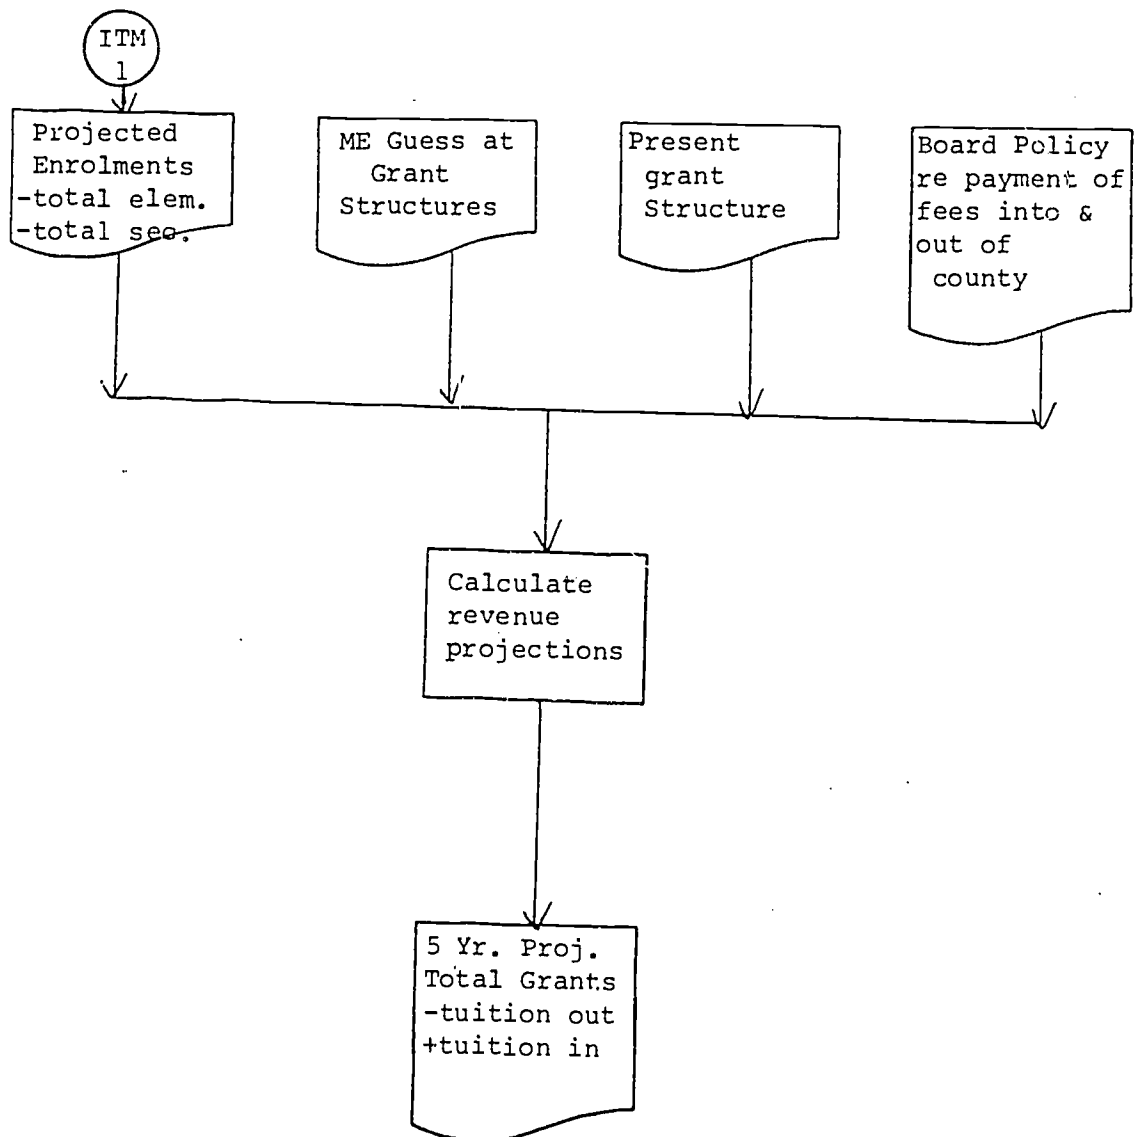 ITM
1
Projected
Enrolments
-total elem.
-total sec.
ME Guess at
Grant
Structures
Present
grant
Structure
Board Policy
re payment of
fees into &
out of
county
Calculate
revenue
projections
5 Yr. Proj.
Total Grants
-tuition out
+tuition in